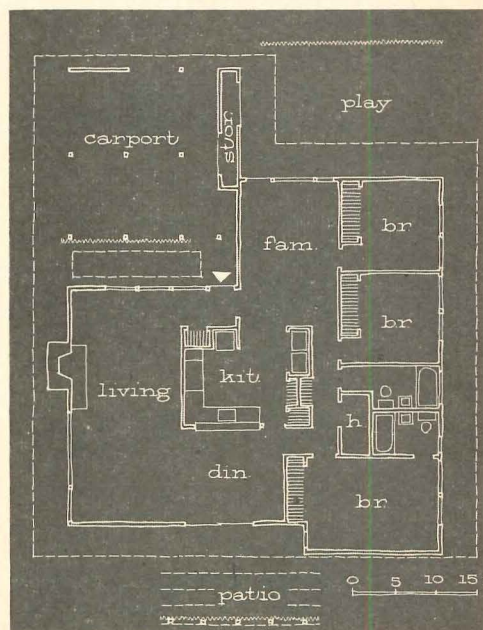 play
carport
stor
fam.
br
br
living
kit.
h.
din
br
0 5 10 15
patio